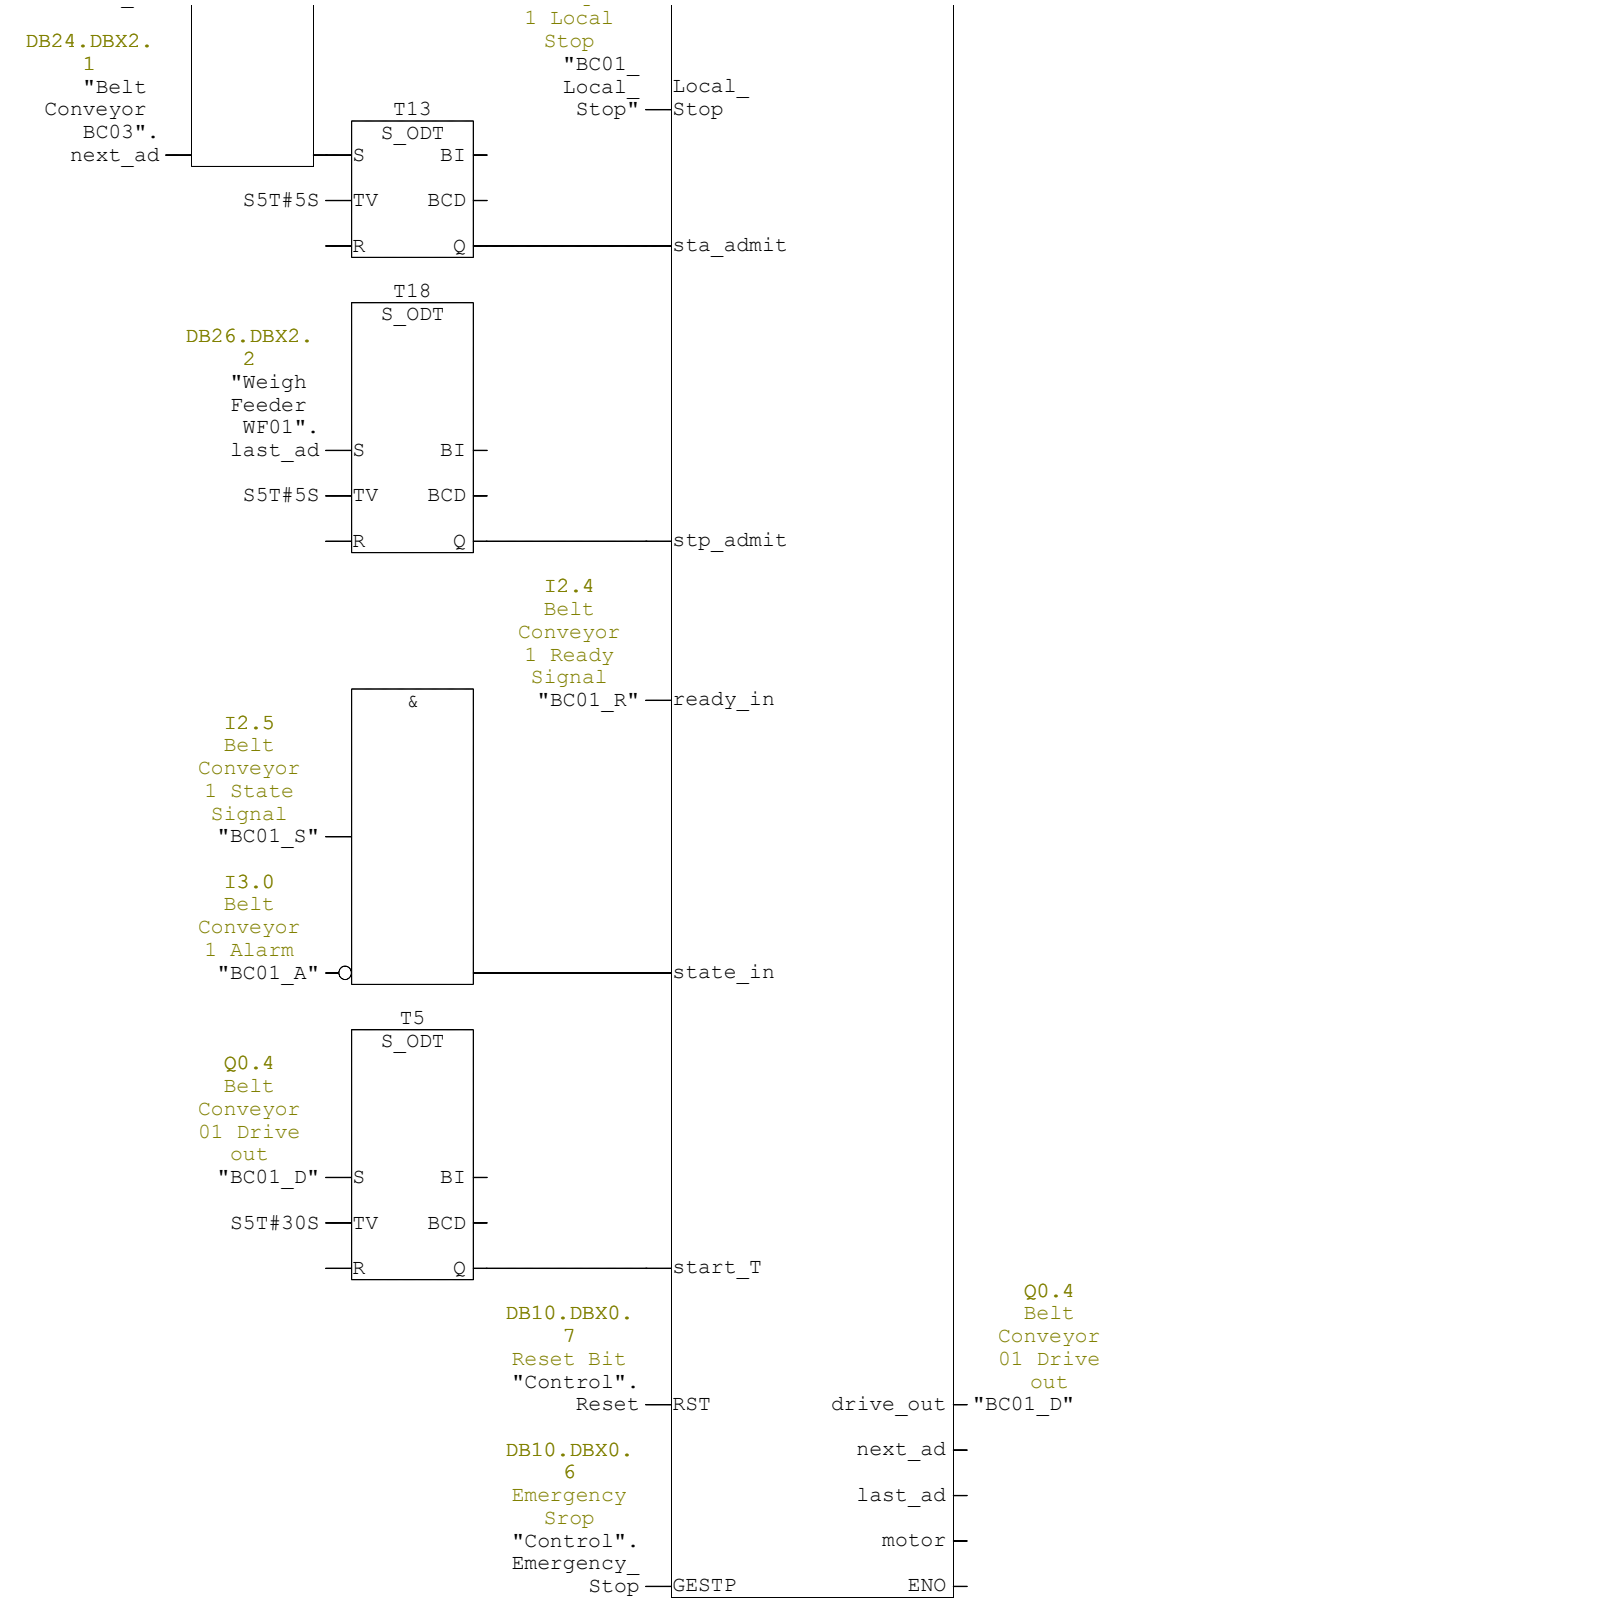 1 Local
Stop
"BC01_
Local_
Stop"
Local_
Stop
DB24.DBX2.
1
"Belt
Conveyor
BC03".
next_ad
T13
S_ODT
S
BI
S5T#5S
TV
BCD
R
Q
sta_admit
T18
S_ODT
DB26.DBX2.
2
"Weigh
Feeder
WF01".
last_ad
S
BI
S5T#5S
TV
BCD
R
Q
stp_admit
I2.4
Belt
Conveyor
1 Ready
Signal
"BC01_R"
ready_in
&
I2.5
Belt
Conveyor
1 State
Signal
"BC01_S"
I3.0
Belt
Conveyor
1 Alarm
"BC01_A"
state_in
T5
S_ODT
Q0.4
Belt
Conveyor
01 Drive
out
"BC01_D"
S
BI
S5T#30S
TV
BCD
R
Q
start_T
DB10.DBX0.
7
Reset Bit
"Control".
Reset
RST
Q0.4
Belt
Conveyor
01 Drive
out
drive_out
"BC01_D"
next_ad
DB10.DBX0.
6
Emergency
Srop
"Control".
Emergency_
Stop
GESTP
last_ad
motor
ENO